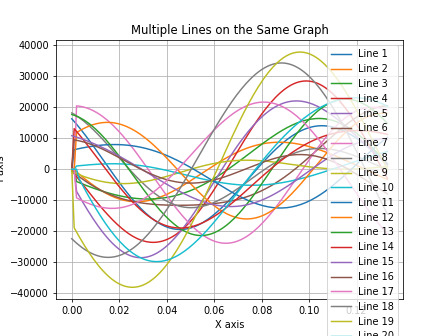 Multiple Lines on the Same Graph
40000
30000
20000
10000
0
−10000
−20000
−30000
−40000
0.00
0.02
0.04
0.06
0.08
0.10
X axis
Line 1
Line 2
Line 3
Line 4
Line 5
Line 6
Line 7
Line 8
Line 9
Line 10
Line 11
Line 12
Line 13
Line 14
Line 15
Line 16
Line 17
Line 18
Line 19
Line 20